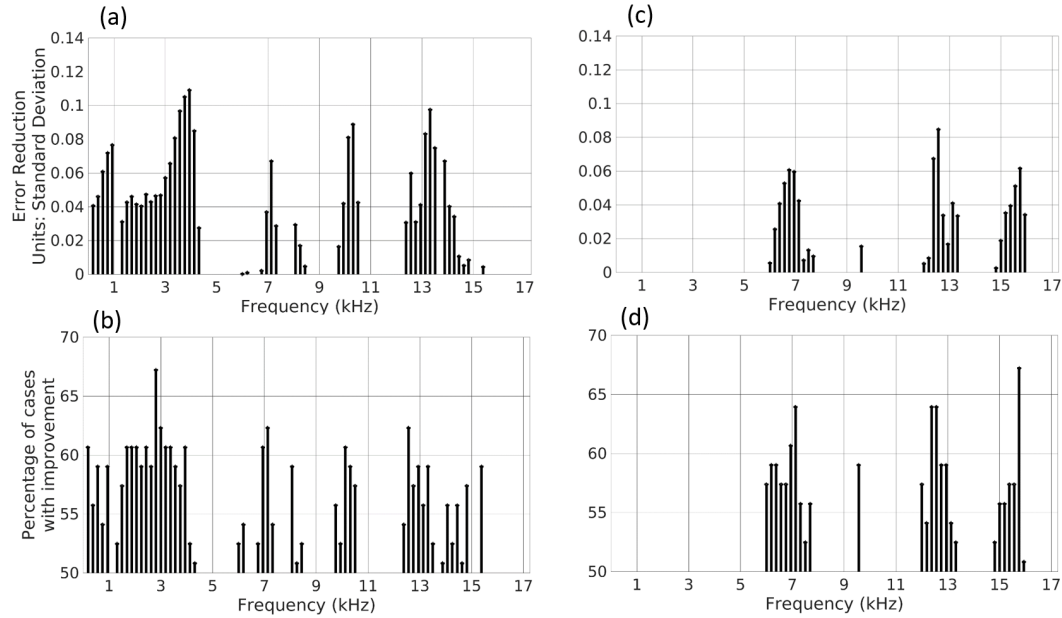 (a)
0.14
0.12
0.1
0.08
0.06
0.04
0.02
0
Error Reduction
Units: Standard Deviation
1 3 5 7 9 11 13 15 17
Frequency (kHz)
(c)
0.14
0.12
0.1
0.08
0.06
0.04
0.02
0
1 3 5 7 9 11 13 15 17
Frequency (kHz)
(b)
70
65
60
55
50
Percentage of cases
with improvement
1 3 5 7 9 11 13 15 17
Frequency (kHz)
(d)
70
65
60
55
50
1 3 5 7 9 11 13 15 17
Frequency (kHz)